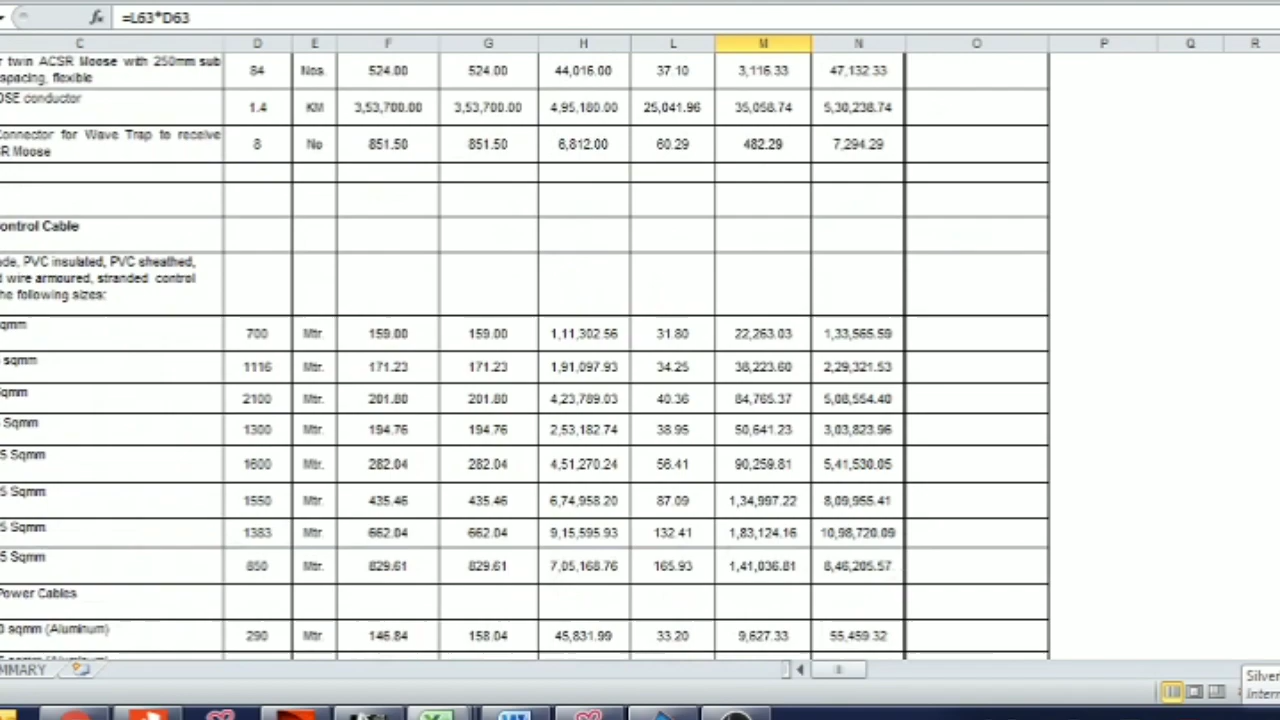 fx =L63*D63
C D E F G H L M N O P Q R
r twin ACSR Moose with 250mm sub
spacing, flexible 84 Nos. 524.00 524.00 44,016.00 37.10 3,116.33 47,132.33
OSE conductor 1.4 KM 3,53,700.00 3,53,700.00 4,95,180.00 25,041.96 35,058.74 5,30,238.74
Connector for Wave Trap to receive
SR Moose 8 No 851.50 851.50 6,812.00 60.29 482.29 7,294.29
ontrol Cable
de, PVC insulated, PVC sheathed,
d wire armoured, stranded control
he following sizes:
qmm 700 Mtr. 159.00 159.00 1,11,302.56 31.80 22,263.03 1,33,565.59
sqmm 1116 Mtr. 171.23 171.23 1,91,097.93 34.25 38,223.60 2,29,321.53
Sqmm 2100 Mtr. 201.80 201.80 4,23,789.03 40.36 84,765.37 5,08,554.40
Sqmm 1300 Mtr. 194.76 194.76 2,53,182.74 38.95 50,641.23 3,03,823.96
5 Sqmm 1600 Mtr. 282.04 282.04 4,51,270.24 56.41 90,259.81 5,41,530.05
5 Sqmm 1550 Mtr. 435.46 435.46 6,74,958.20 87.09 1,34,997.22 8,09,955.41
5 Sqmm 1383 Mtr. 662.04 662.04 9,15,595.93 132.41 1,83,124.16 10,98,720.09
5 Sqmm 850 Mtr. 829.61 829.61 7,05,168.76 165.93 1,41,036.81 8,46,205.57
Power Cables
0 sqmm (Aluminum) 290 Mtr. 146.84 158.04 45,831.99 33.20 9,627.33 55,459.32
MMARY
Silver
Intern